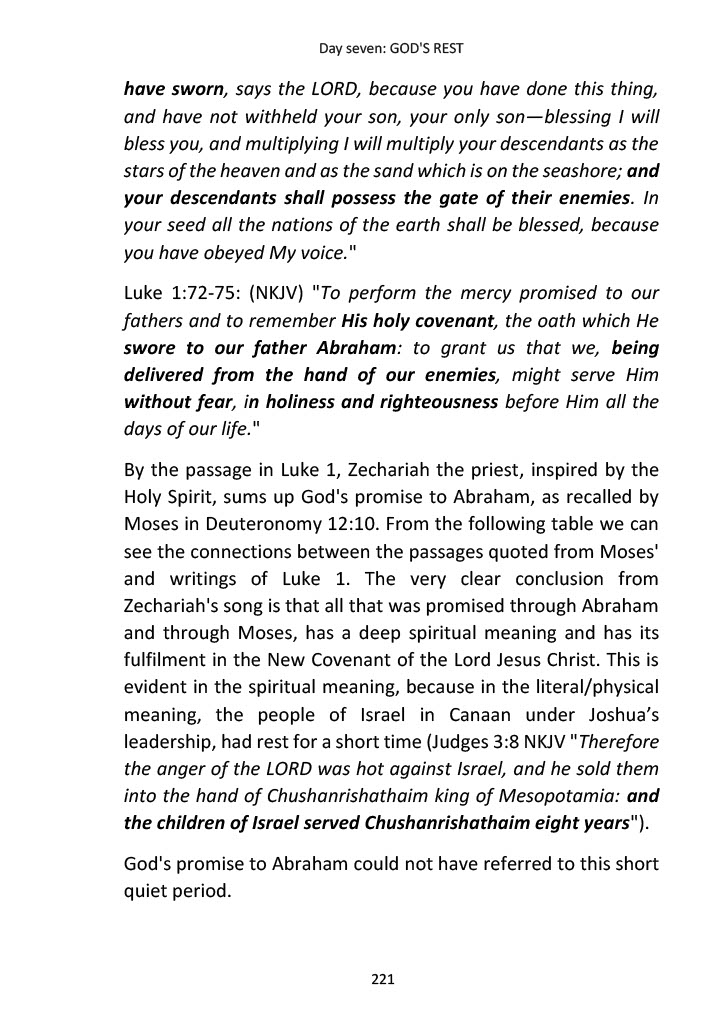 Day seven: GOD'S REST
have sworn, says the LORD, because you have done this thing,
and have not withheld your son, your only son—blessing I will
bless you, and multiplying I will multiply your descendants as the
stars of the heaven and as the sand which is on the seashore; and
your descendants shall possess the gate of their enemies. In
your seed all the nations of the earth shall be blessed, because
you have obeyed My voice."
Luke 1:72-75: (NKJV) "To perform the mercy promised to our
fathers and to remember His holy covenant, the oath which He
swore to our father Abraham: to grant us that we, being
delivered from the hand of our enemies, might serve Him
without fear, in holiness and righteousness before Him all the
days of our life."
By the passage in Luke 1, Zechariah the priest, inspired by the
Holy Spirit, sums up God's promise to Abraham, as recalled by
Moses in Deuteronomy 12:10. From the following table we can
see the connections between the passages quoted from Moses'
and writings of Luke 1. The very clear conclusion from
Zechariah's song is that all that was promised through Abraham
and through Moses, has a deep spiritual meaning and has its
fulfilment in the New Covenant of the Lord Jesus Christ. This is
evident in the spiritual meaning, because in the literal/physical
meaning, the people of Israel in Canaan under Joshua’s
leadership, had rest for a short time (Judges 3:8 NKJV "Therefore
the anger of the LORD was hot against Israel, and he sold them
into the hand of Chushanrishathaim king of Mesopotamia: and
the children of Israel served Chushanrishathaim eight years").
God's promise to Abraham could not have referred to this short
quiet period.
221